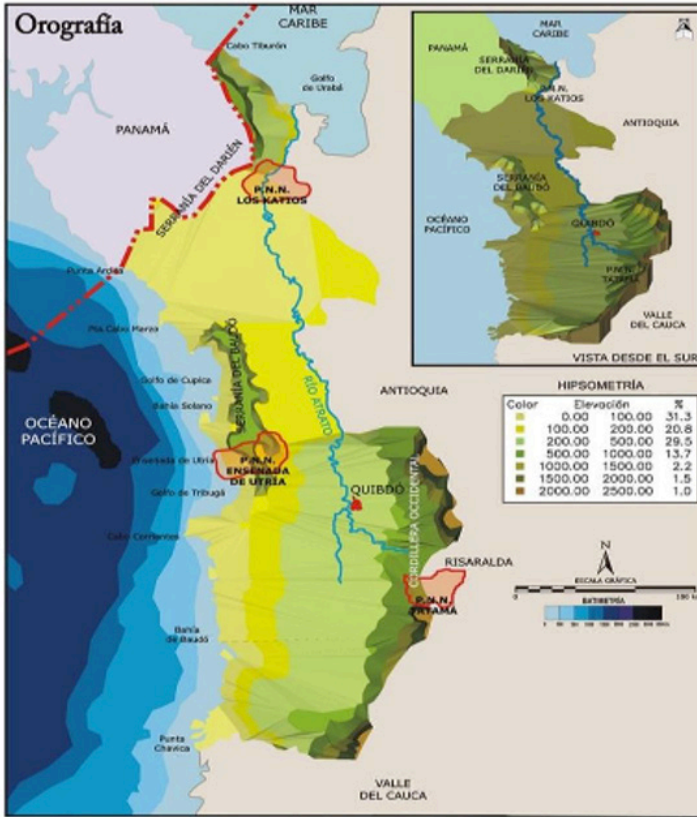 Orografía
MAR
CARIBE
Cabo Tiburón
Golfo
de Urabá
PANAMÁ
SERRANÍA DEL DARIÉN
P.N.N.
LOS KATIOS
Punta Ardita
Pta Cabo Marzo
SERRANÍA DEL BAUDÓ
Golfo de Cupica
Bahía Solano
RÍO ATRATO
ANTIOQUIA
OCÉANO
PACÍFICO
Ensenada de Utría
P.N.N.
ENSENADA
DE UTRÍA
Golfo de Tribugá
QUIBDÓ
CORDILLERA OCCIDENTAL
Cabo Corrientes
RISARALDA
P.N.N.
TATAMÁ
Bahía
de Baudó
Punta
Chavica
VALLE
DEL CAUCA
MAR
CARIBE
PANAMÁ
SERRANÍA
DEL DARIÉN
P.N.N.
LOS KATIOS
ANTIOQUIA
SERRANÍA
DEL BAUDÓ
OCÉANO
PACÍFICO
QUIBDÓ
P.N.N.
TATAMÁ
VALLE
DEL CAUCA
VISTA DESDE EL SUR
HIPSOMETRÍA
Color Elevación %
0.00 100.00 31.3
100.00 200.00 20.8
200.00 500.00 29.5
500.00 1000.00 13.7
1000.00 1500.00 2.2
1500.00 2000.00 1.5
2000.00 2500.00 1.0
N
ESCALA GRÁFICA
0
BATIMETRÍA